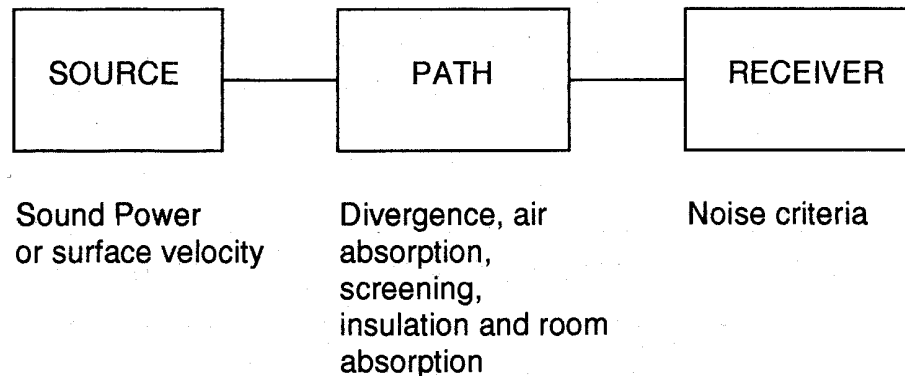 SOURCE
PATH
RECEIVER
Sound Power
or surface velocity
Divergence, air
absorption,
screening,
insulation and room
absorption
Noise criteria